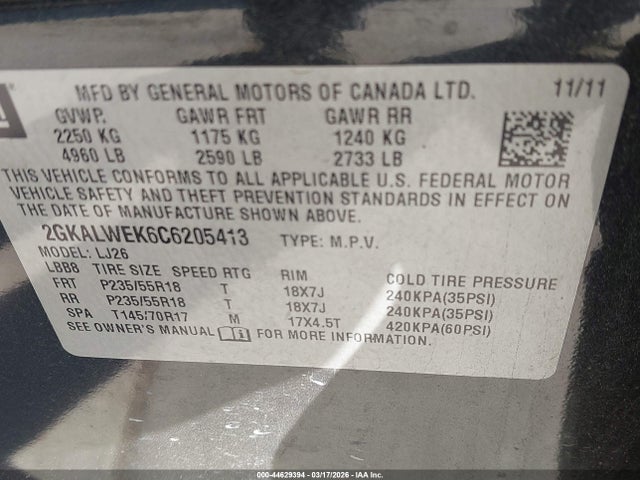 MFD BY GENERAL MOTORS OF CANADA LTD. 11/11
GVWR GAWR FRT GAWR RR
2250 KG 1175 KG 1240 KG
4960 LB 2590 LB 2733 LB
THIS VEHICLE CONFORMS TO ALL APPLICABLE U.S. FEDERAL MOTOR
VEHICLE SAFETY AND THEFT PREVENTION STANDARDS IN EFFECT ON
THE DATE OF MANUFACTURE SHOWN ABOVE.
2GKALWEK6C6205413 TYPE: M.P.V.
MODEL: LJ26
LBB8 TIRE SIZE SPEED RTG RIM COLD TIRE PRESSURE
FRT P235/55R18 T 18X7J 240KPA(35PSI)
RR P235/55R18 T 18X7J 240KPA(35PSI)
SPA T145/70R17 M 17X4.5T 420KPA(60PSI)
SEE OWNER'S MANUAL FOR MORE INFORMATION.
000-44629394 - 03/17/2026 - IAA Inc.